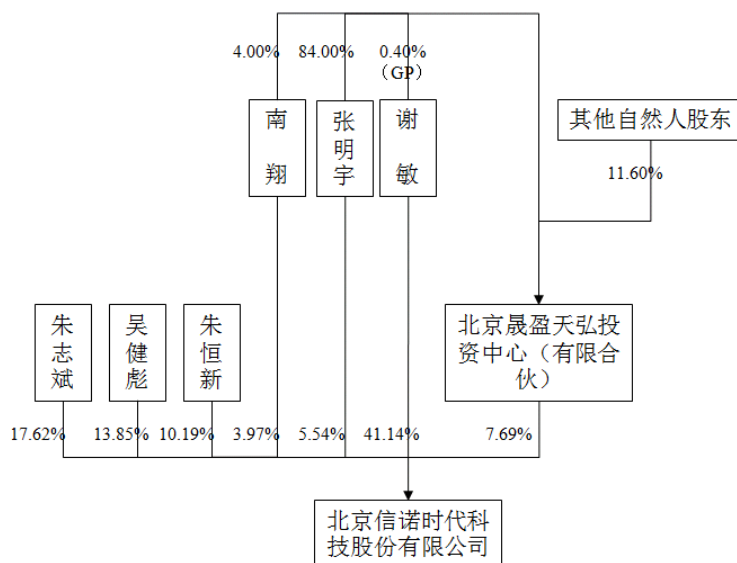 4.00% 84.00% 0.40%
（GP）
南翔
张明宇
谢敏
其他自然人股东
11.60%
朱志斌
吴健彪
朱恒新
北京晟盈天弘投
资中心（有限合
伙）
17.62% 13.85% 10.19% 3.97% 5.54% 41.14% 7.69%
北京信诺时代科
技股份有限公司